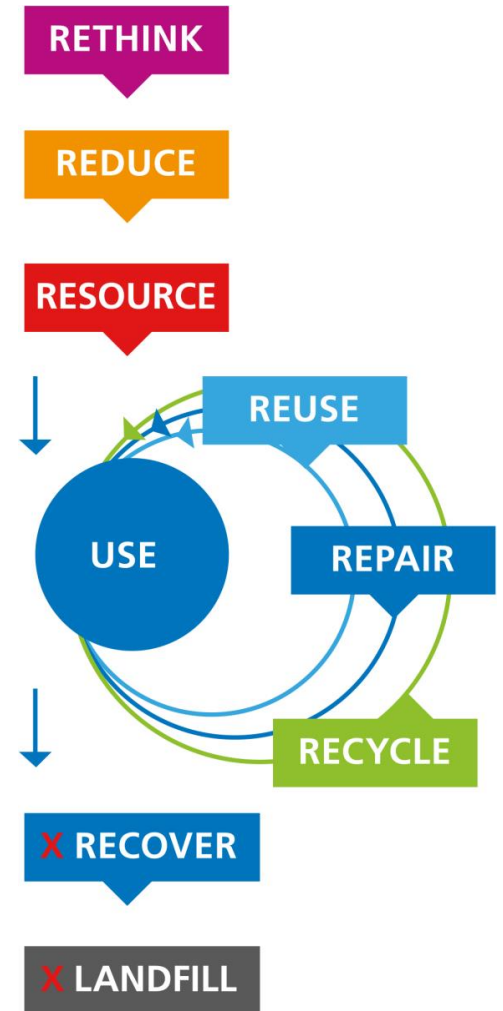 RETHINK
REDUCE
RESOURCE
REUSE
USE
REPAIR
RECYCLE
X RECOVER
X LANDFILL